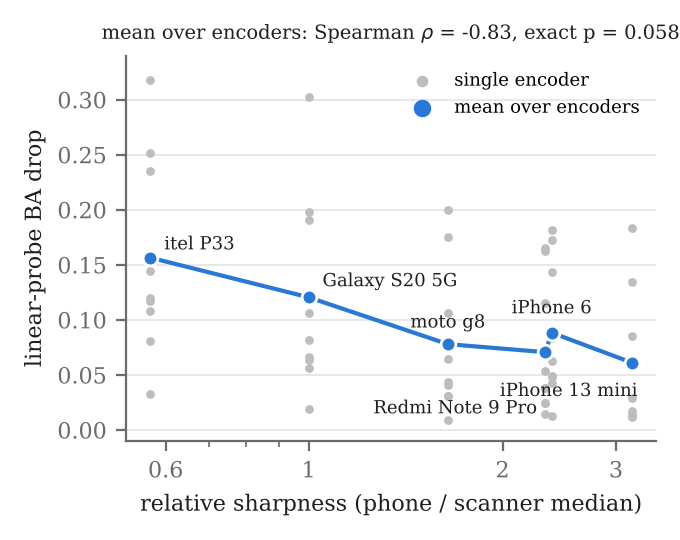 mean over encoders: Spearman ρ = -0.83, exact p = 0.058
single encoder
mean over encoders
linear-probe BA drop
0.30
0.25
0.20
0.15
0.10
0.05
0.00
itel P33
Galaxy S20 5G
moto g8
iPhone 6
iPhone 13 mini
Redmi Note 9 Pro
0.6
1
2
3
relative sharpness (phone / scanner median)